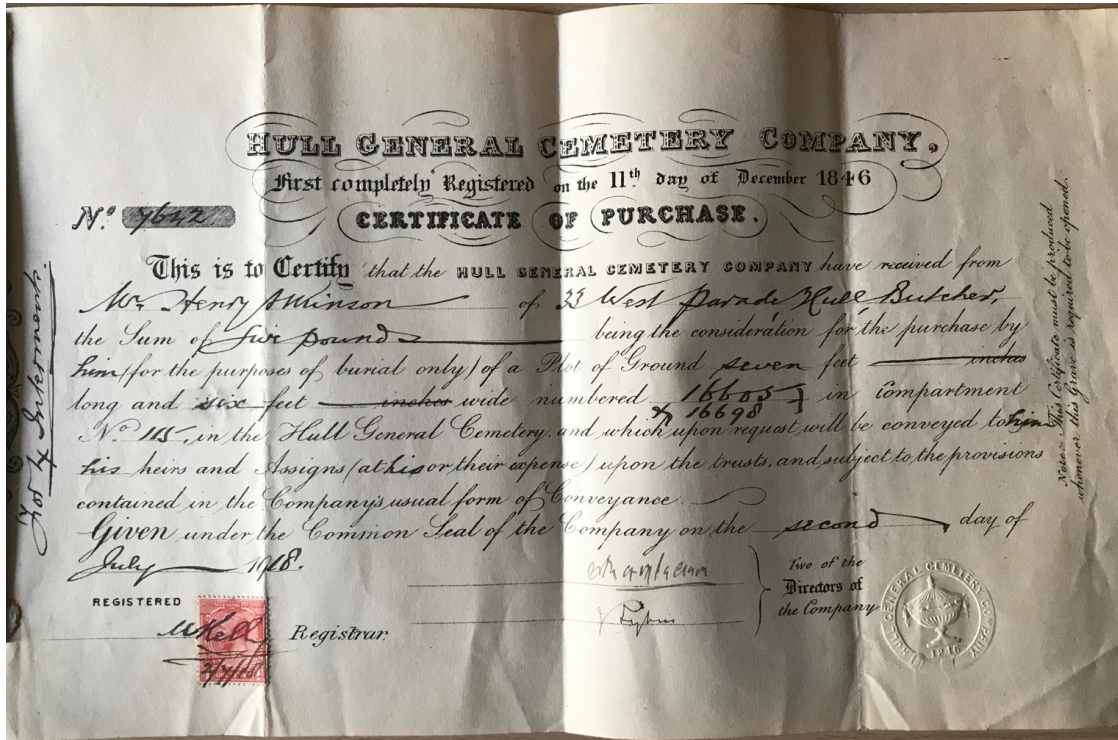 HULL GENERAL CEMETERY COMPANY,
First completely Registered on the 11th day of December 1846
No. 7642
CERTIFICATE OF PURCHASE.
This is to Certify that the HULL GENERAL CEMETERY COMPANY have received from
Mr. Henry Atkinson of 33 West Parade Hull Butcher,
the Sum of five pounds being the consideration for the purchase by
him (for the purposes of burial only) of a Plot of Ground seven feet inches
long and six feet inches wide numbered 16605 in Compartment
& 16698
No. 115, in the Hull General Cemetery. and which upon request will be conveyed to him
his heirs and Assigns (at his or their expense) upon the trusts, and subject to the provisions
contained in the Company's usual form of Conveyance.
Given under the Common Seal of the Company on the second day of
July 1918.
Two of the
Directors of
the Company
REGISTERED
Registrar.
M Kelly
2/7/18
HULL GENERAL CEMETERY COMPANY
1846
For 4 Interments.
Note: This Certificate must be produced
whenever this Grave is required to be opened.